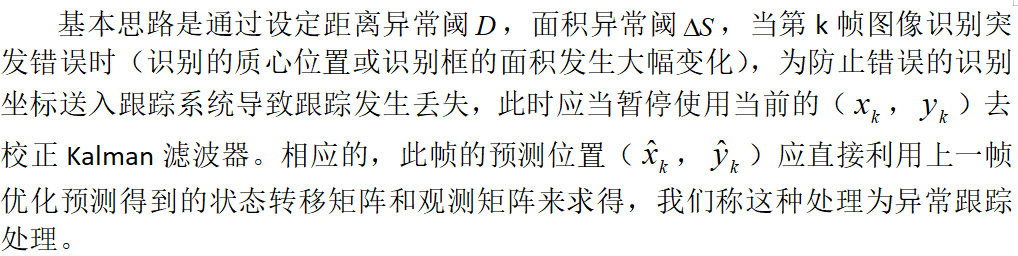 基本思路是通过设定距离异常阈 D，面积异常阈 ΔS，当第 k 帧图像识别突
发错误时（识别的质心位置或识别框的面积发生大幅变化），为防止错误的识别
坐标送入跟踪系统导致跟踪发生丢失，此时应当暂停使用当前的（ xₖ， yₖ ）去
校正 Kalman 滤波器。相应的，此帧的预测位置（ x̂ₖ， ŷₖ ）应直接利用上一帧
优化预测得到的状态转移矩阵和观测矩阵来求得，我们称这种处理为异常跟踪
处理。